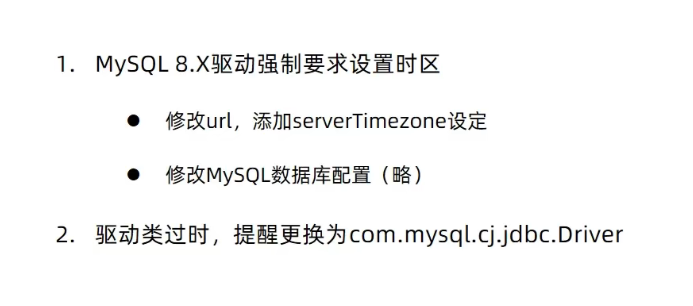 1. MySQL 8.X驱动强制要求设置时区
● 修改url，添加serverTimezone设定
● 修改MySQL数据库配置（略）
2. 驱动类过时，提醒更换为com.mysql.cj.jdbc.Driver